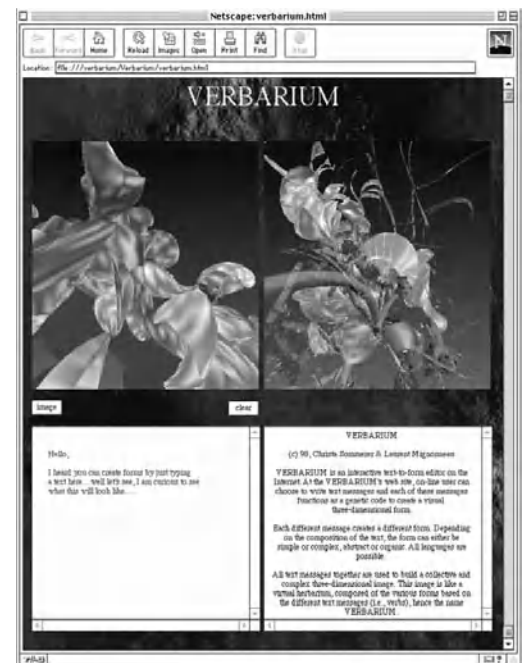 Netscape:verbarium.html
Back Forward Home Reload Images Open Print Find Stop
N
Location: file:///verbarium/Verbarium/verbarium.html
VERBARIUM
image clear
Hello,
I heard you can create forms by just typing
a text here... well let's see, I am curious to see
what this will look like.....
VERBARIUM
(c) 99, Christa Sommerer & Laurent Mignonneau
VERBARIUM is an interactive text-to-form editor on the
Internet. At the VERBARIUM's web site, on-line user can
choose to write text messages and each of these messages
functions as a genetic code to create a visual
three-dimensional form.
Each different message creates a different form. Depending
on the composition of the text, the form can either be
simple or complex, abstract or organic. All languages are
possible.
All text messages together are used to build a collective and
complex three-dimensional image. This image is like a
virtual herbarium, composed of the various forms based on
the different text messages (i.e., verbs), hence the name
VERBARIUM.